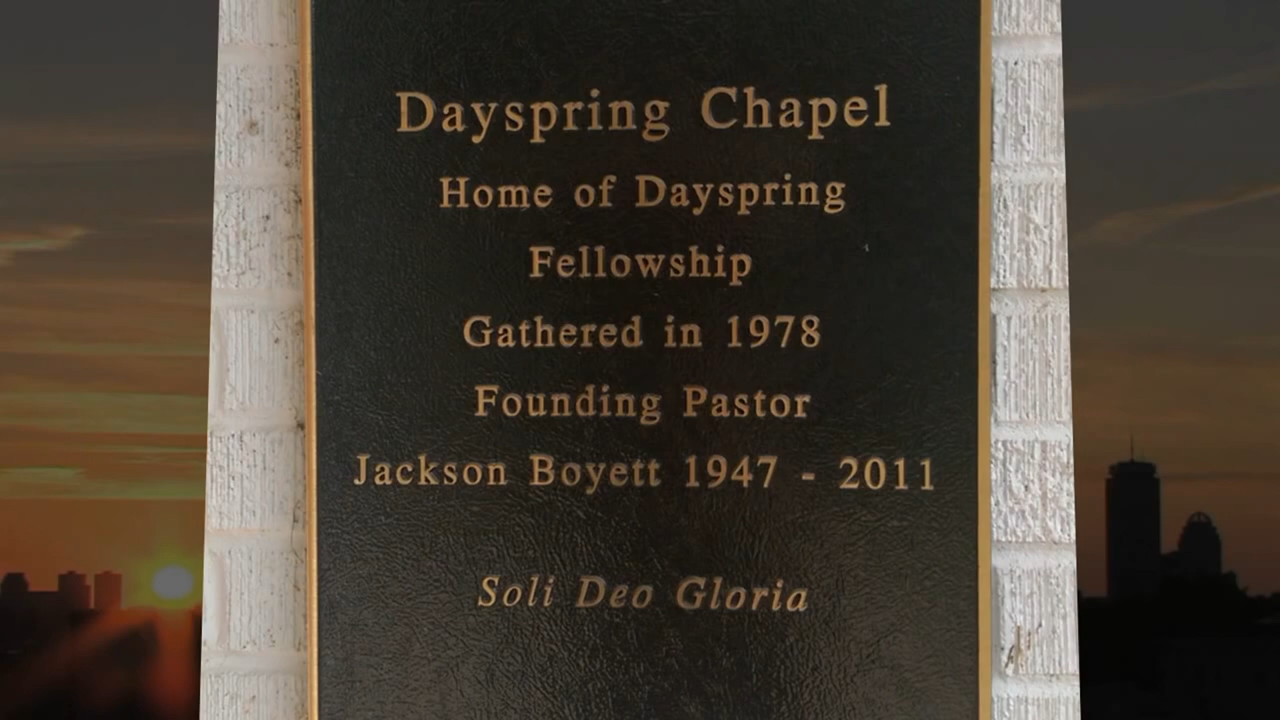 Dayspring Chapel
Home of Dayspring
Fellowship
Gathered in 1978
Founding Pastor
Jackson Boyett 1947 - 2011
Soli Deo Gloria